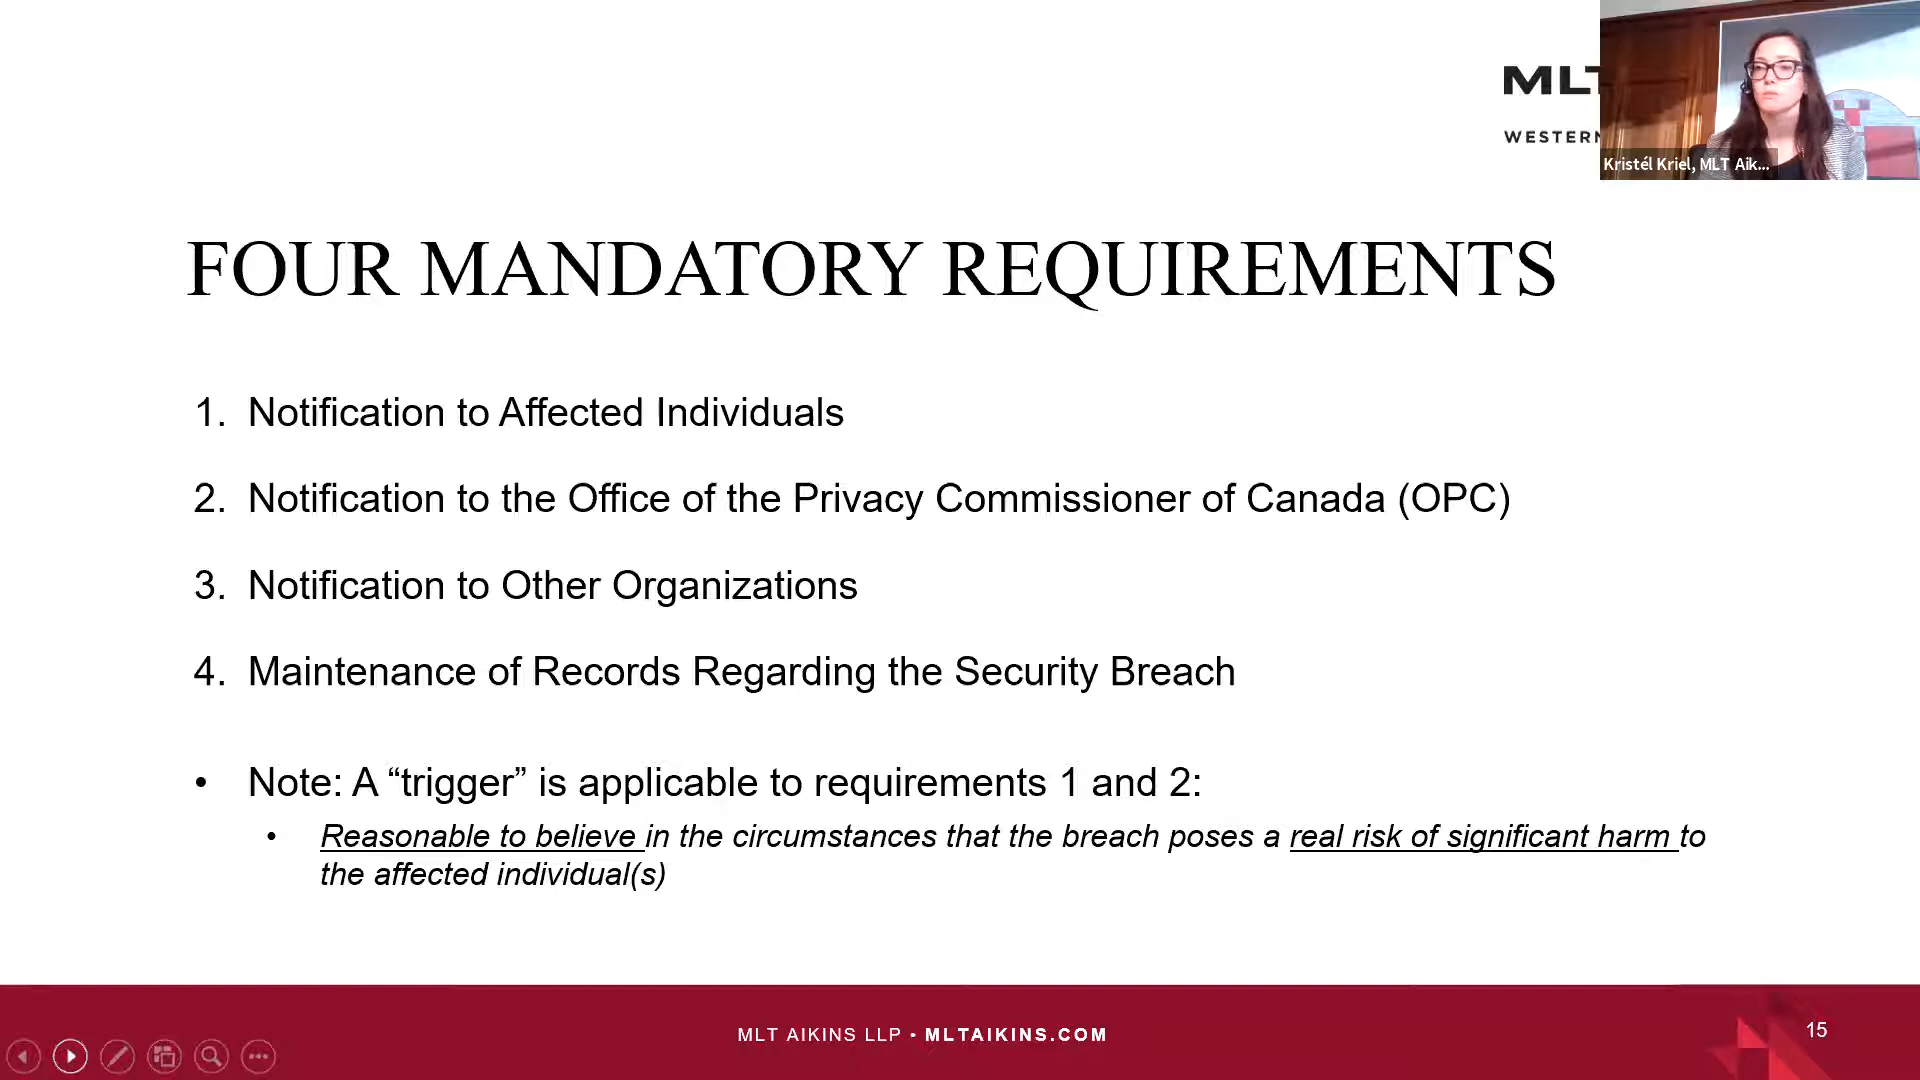 MLT
WESTERN
Kristél Kriel, MLT Aik...
FOUR MANDATORY REQUIREMENTS
1. Notification to Affected Individuals
2. Notification to the Office of the Privacy Commissioner of Canada (OPC)
3. Notification to Other Organizations
4. Maintenance of Records Regarding the Security Breach
• Note: A “trigger” is applicable to requirements 1 and 2:
• Reasonable to believe in the circumstances that the breach poses a real risk of significant harm to
the affected individual(s)
MLT AIKINS LLP • MLTAIKINS.COM
15